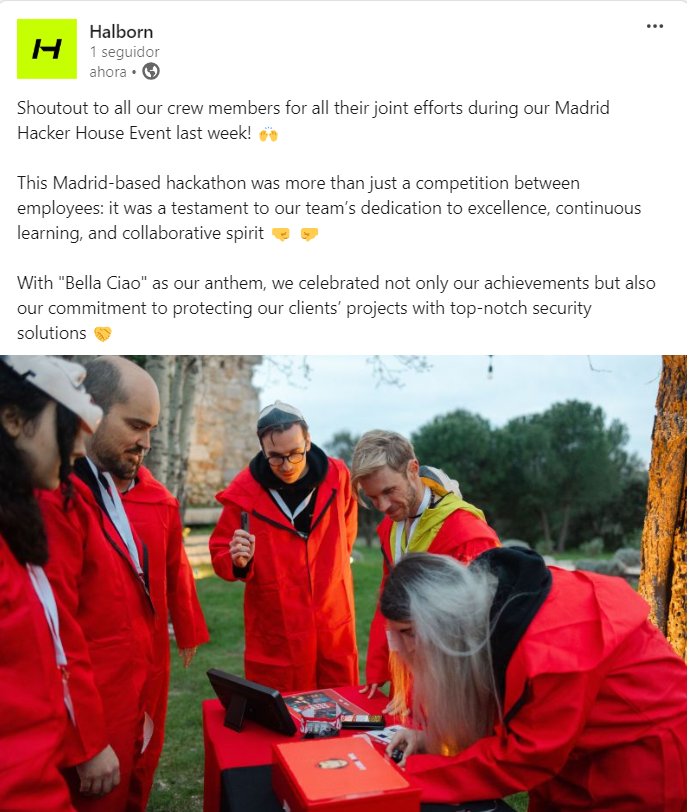 Halborn
1 seguidor
ahora •
Shoutout to all our crew members for all their joint efforts during our Madrid
Hacker House Event last week! 🙌
This Madrid-based hackathon was more than just a competition between
employees: it was a testament to our team’s dedication to excellence, continuous
learning, and collaborative spirit 🤜 🤛
With "Bella Ciao" as our anthem, we celebrated not only our achievements but also
our commitment to protecting our clients’ projects with top-notch security
solutions 🤝